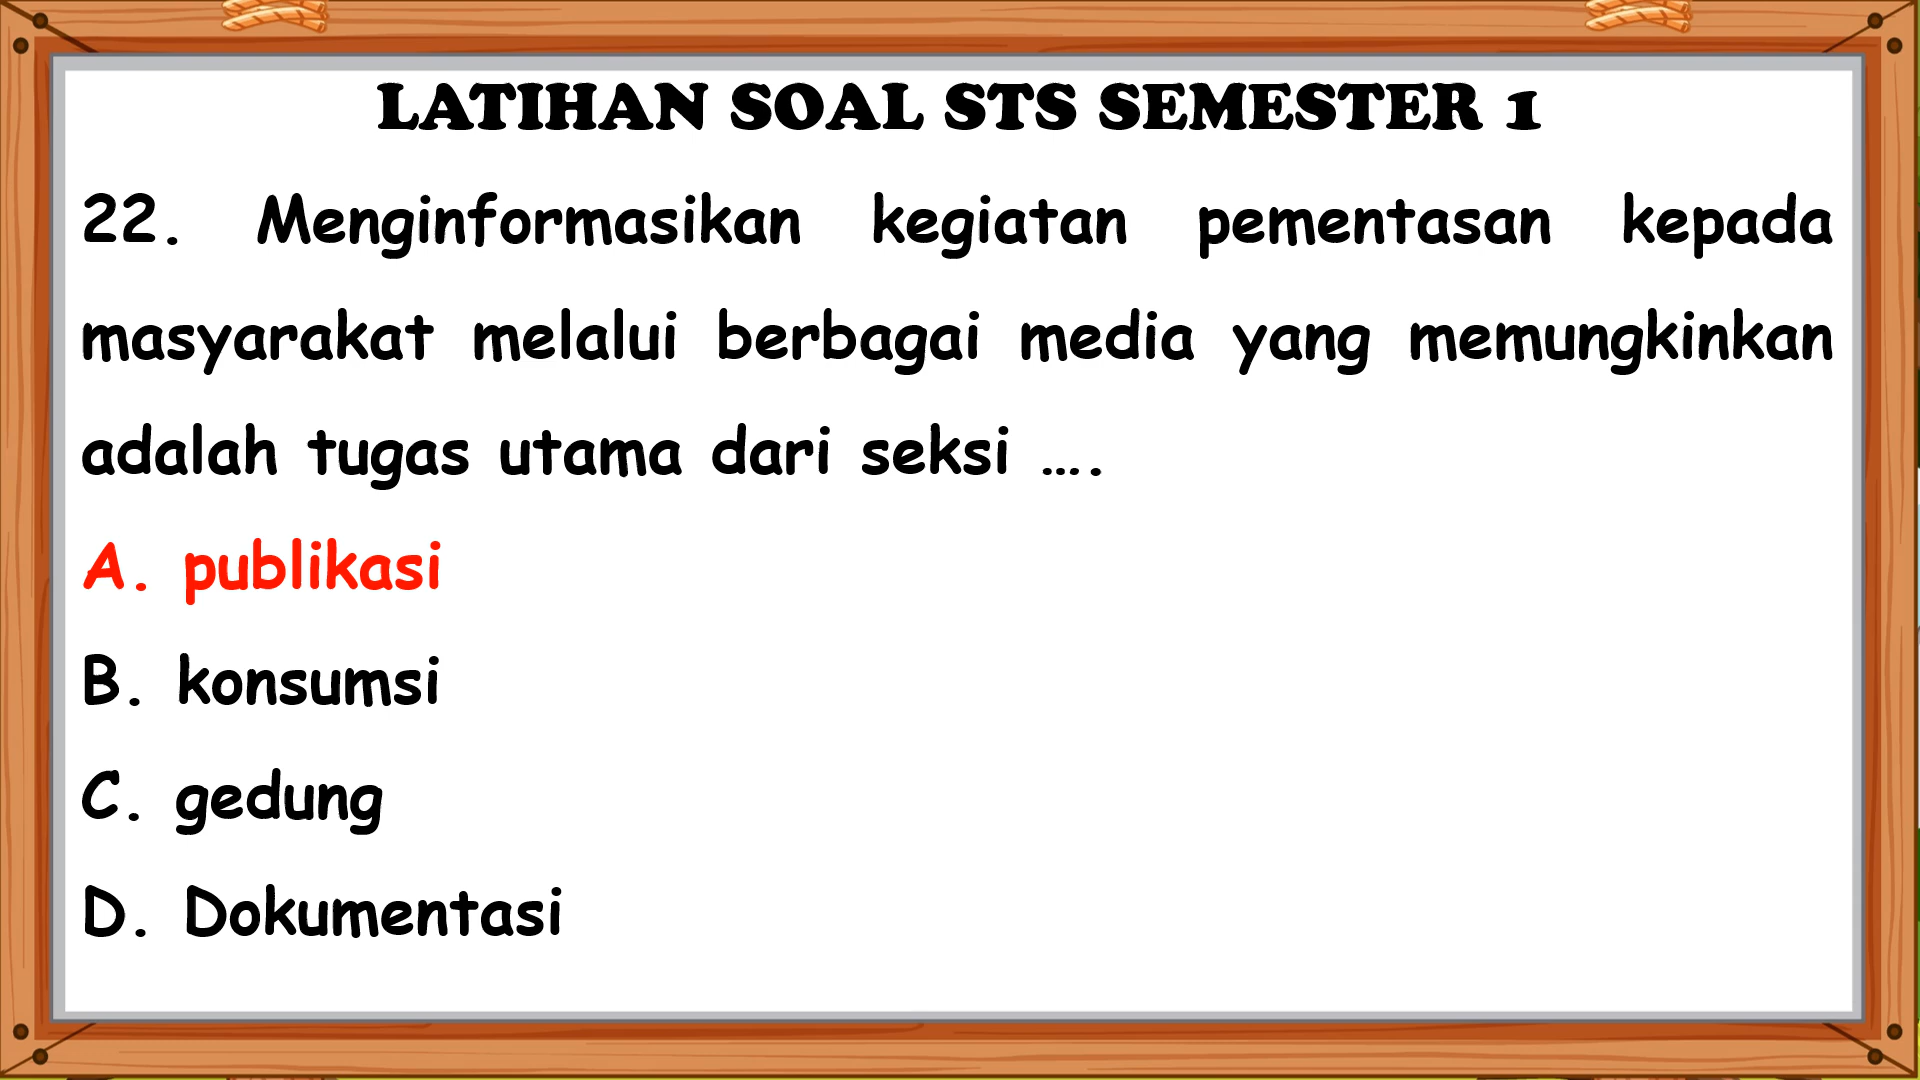 LATIHAN SOAL STS SEMESTER 1
22. Menginformasikan kegiatan pementasan kepada
masyarakat melalui berbagai media yang memungkinkan
adalah tugas utama dari seksi ….
A. publikasi
B. konsumsi
C. gedung
D. Dokumentasi